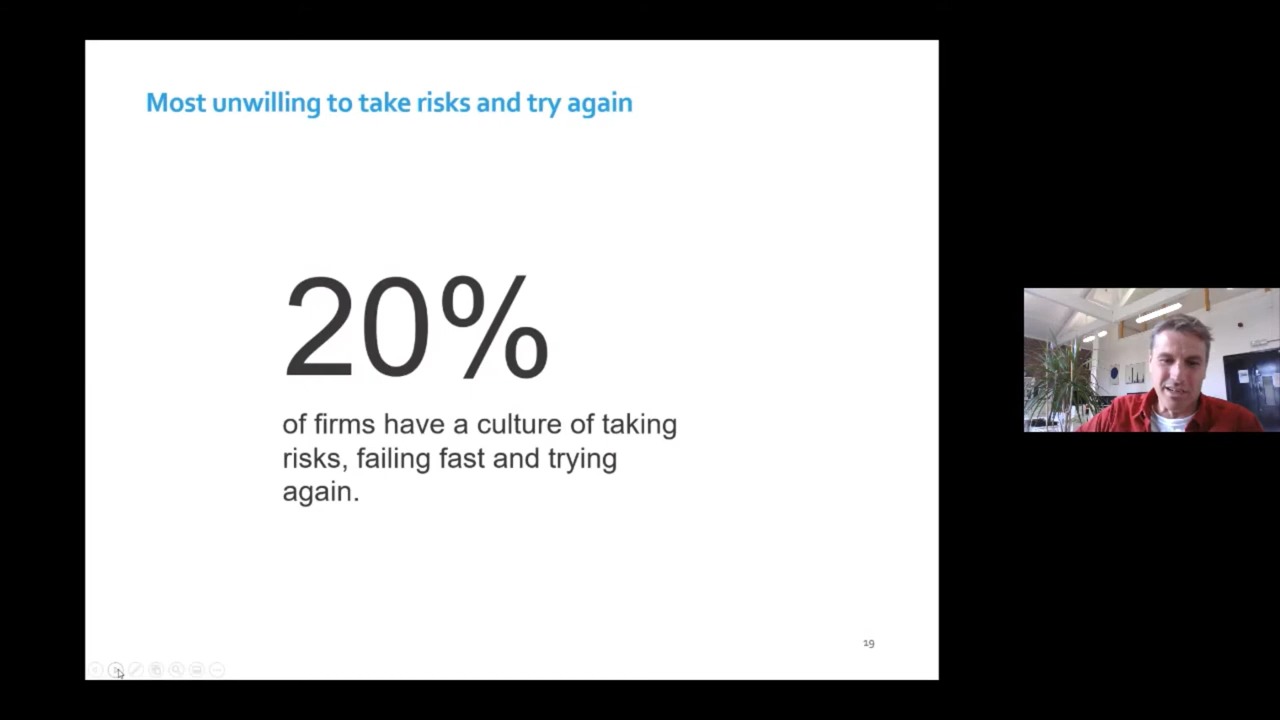 Most unwilling to take risks and try again
20%
of firms have a culture of taking
risks, failing fast and trying
again.
19